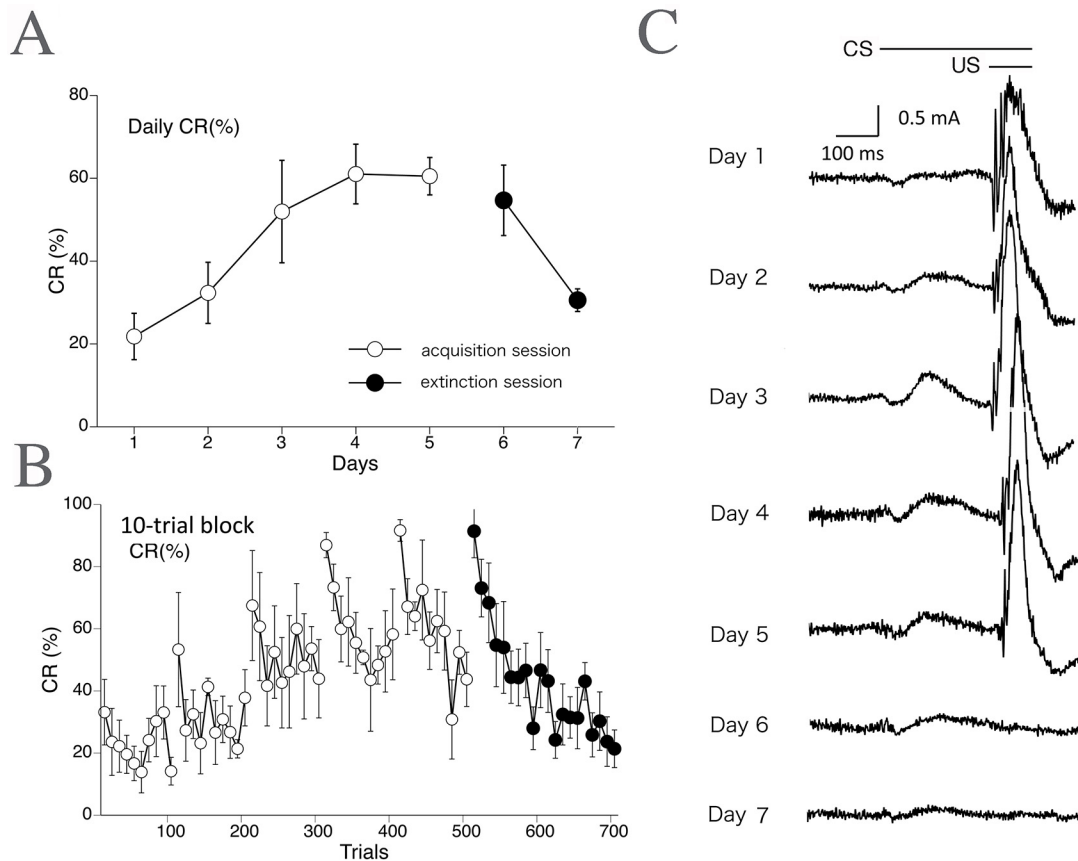 A
Daily CR(%)
CR (%)
80
60
40
20
0
acquisition session
extinction session
1 2 3 4 5 6 7
Days
B
10-trial block
CR(%)
CR (%)
100
80
60
40
20
0
100 200 300 400 500 600 700
Trials
C
CS
US
0.5 mA
100 ms
Day 1
Day 2
Day 3
Day 4
Day 5
Day 6
Day 7